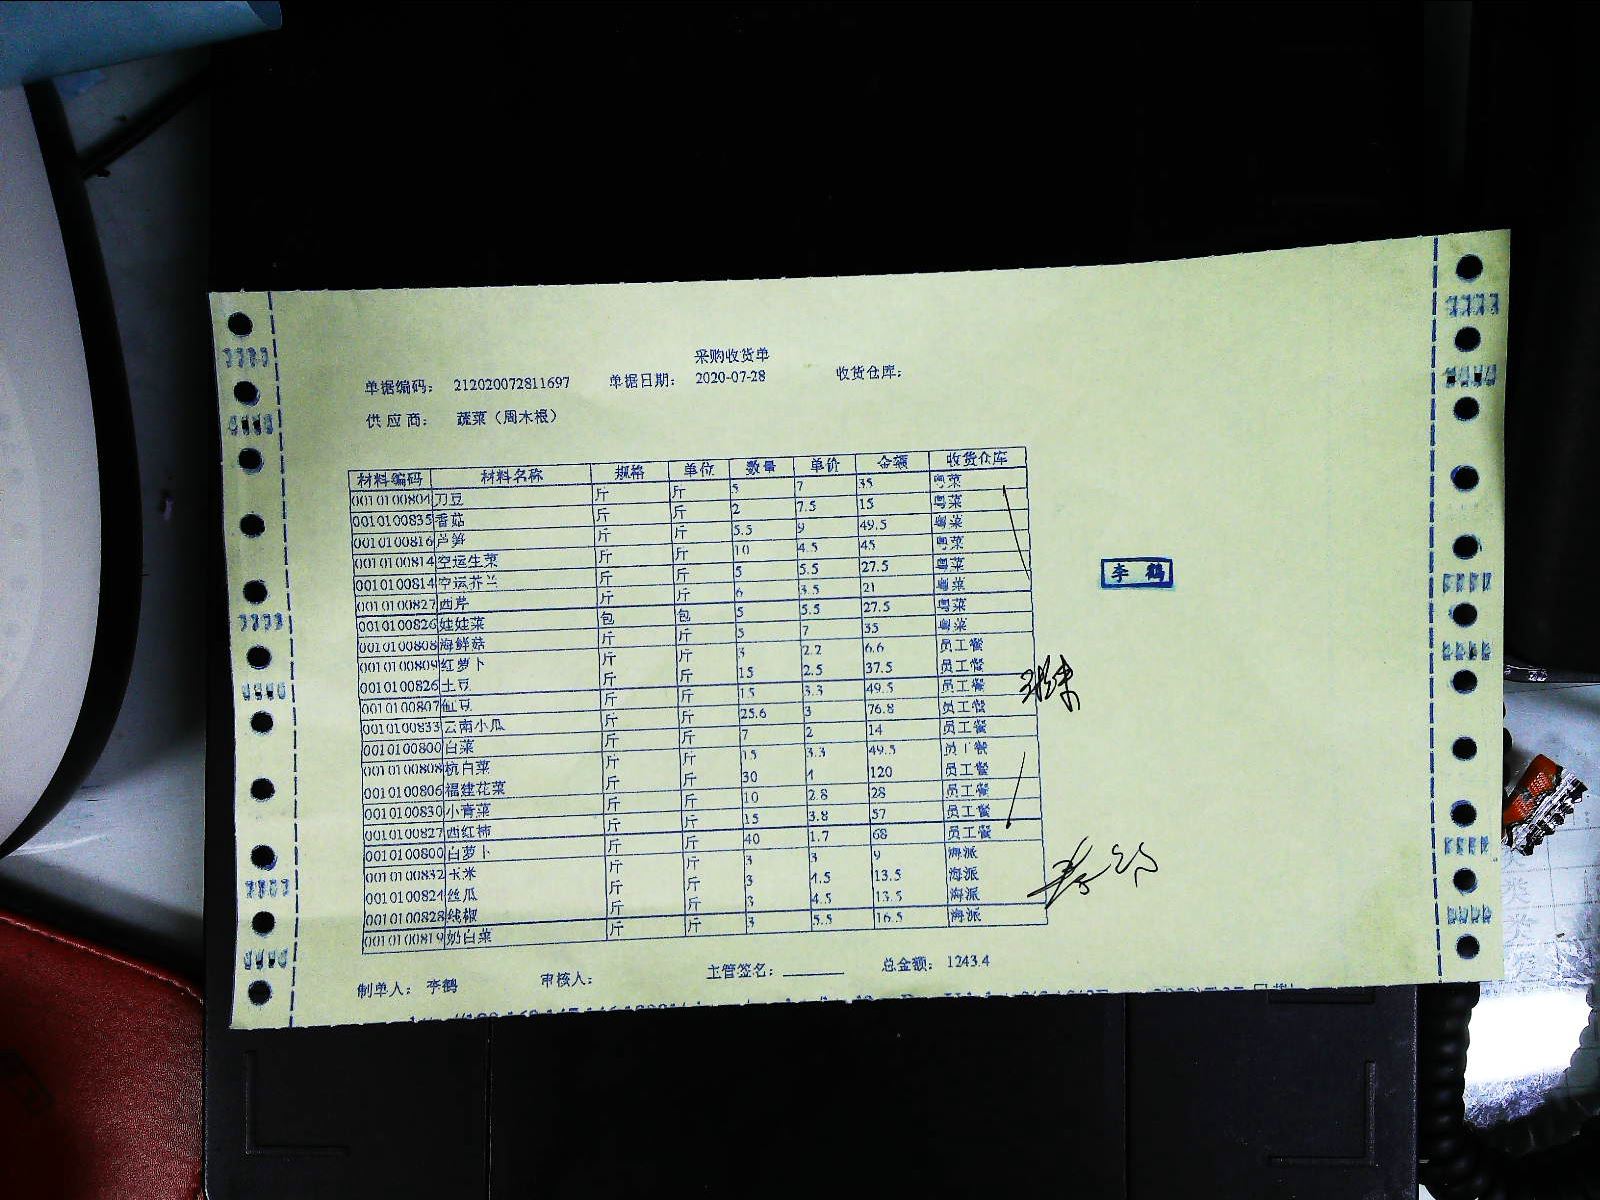 采购收货单
单据编码： 212020072811697 单据日期： 2020-07-28 收货仓库：
供应商： 蔬菜（周木根）
材料编码 材料名称 规格 单位 数量 单价 金额 收货仓库
0010100804 刀豆 斤 斤 5 7 35 粤菜
0010100835 香菇 斤 斤 2 7.5 15 粤菜
0010100816 芦笋 斤 斤 5.5 9 49.5 粤菜
0010100814 空运生菜 斤 斤 10 4.5 45 粤菜
0010100814 空运芥兰 斤 斤 5 5.5 27.5 粤菜
0010100827 西芹 斤 斤 6 3.5 21 粤菜
0010100826 娃娃菜 包 包 5 5.5 27.5 粤菜
0010100808 海鲜菇 斤 斤 5 7 35 粤菜
0010100809 红萝卜 斤 斤 3 2.2 6.6 员工餐
0010100826 土豆 斤 斤 15 2.5 37.5 员工餐
0010100807 豇豆 斤 斤 15 3.3 49.5 员工餐
0010100833 云南小瓜 斤 斤 25.6 3 76.8 员工餐
0010100800 白菜 斤 斤 7 2 14 员工餐
0010100808 杭白菜 斤 斤 15 3.3 49.5 员工餐
0010100806 福建花菜 斤 斤 30 4 120 员工餐
0010100830 小青菜 斤 斤 10 2.8 28 员工餐
0010100827 西红柿 斤 斤 15 3.8 57 员工餐
0010100800 白萝卜 斤 斤 40 1.7 68 员工餐
0010100832 玉米 斤 斤 3 3 9 海派
0010100824 丝瓜 斤 斤 3 4.5 13.5 海派
0010100828 线椒 斤 斤 3 4.5 13.5 海派
0010100819 奶白菜 斤 斤 3 5.5 16.5 海派
李鹤
制单人： 李鹤 审核人： 主管签名： 总金额： 1243.4